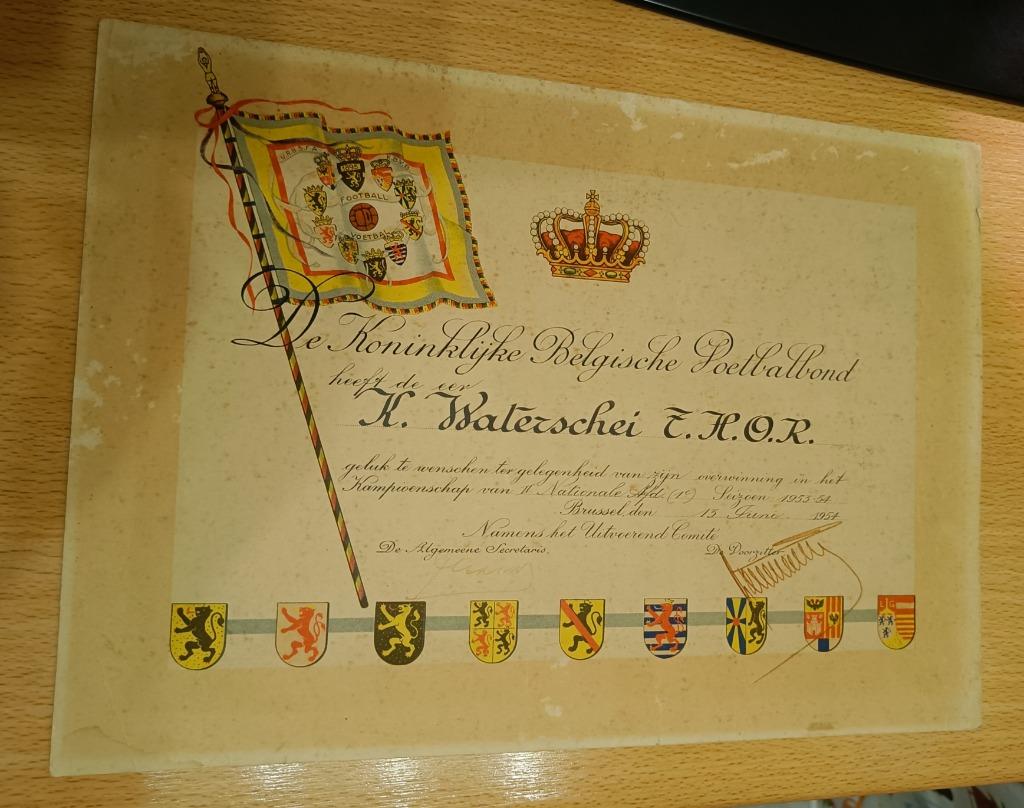 FOOTBALL
VOETBAL
De Koninklijke Belgische Voetbalbond
heeft de eer
K. Waterschei T.H.O.R.
geluk te wenschen ter gelegenheid van zijn overwinning in het
Kampioenschap van II Nationale Afd. (1e) Seizoen 1953-54
Brussel, den 15 Juni 1954
Namens het Uitvoerend Comité
De Algemeene Secretaris, De Voorzitter